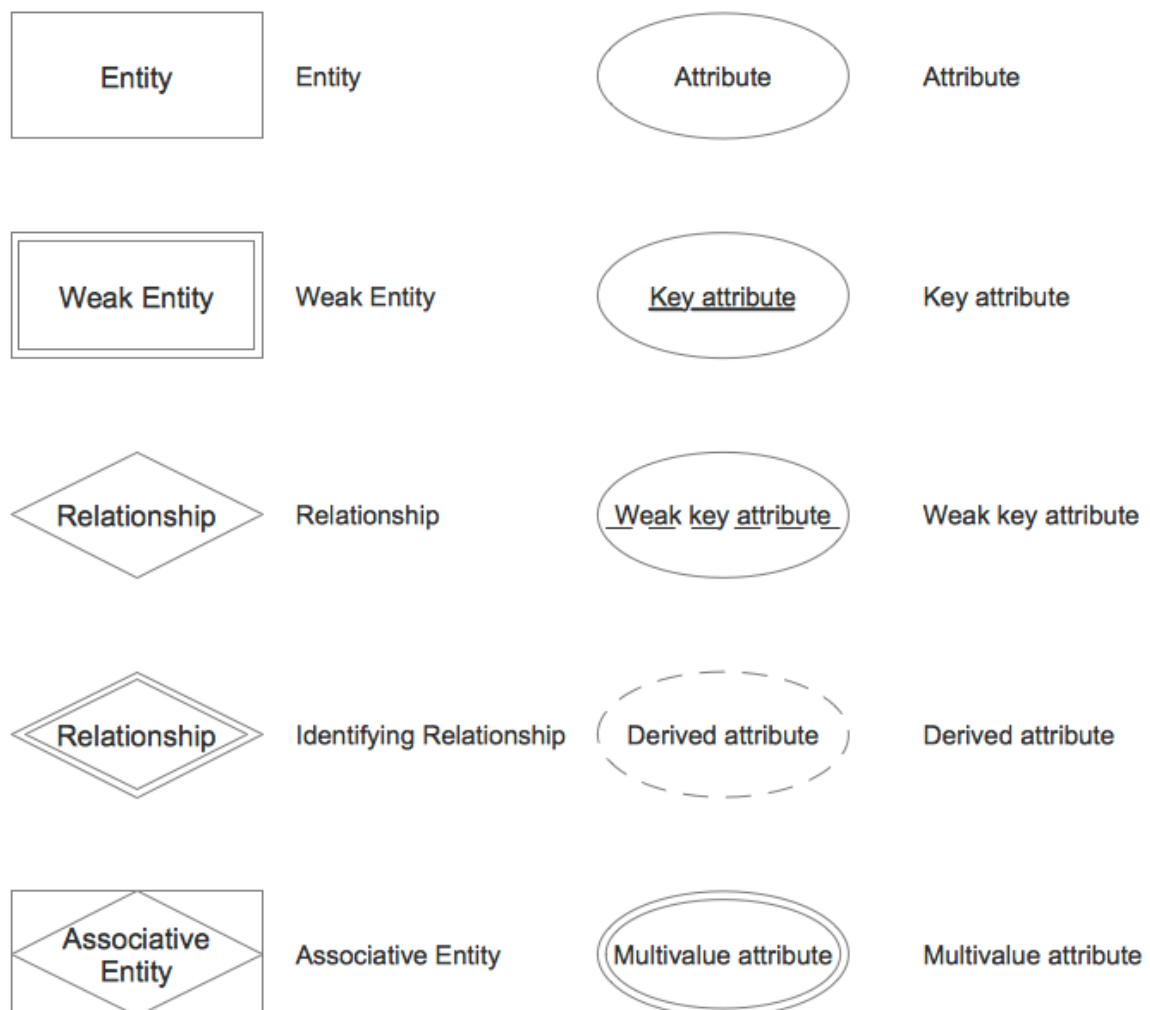 Entity
Entity
Attribute
Attribute
Weak Entity
Weak Entity
Key attribute
Key attribute
Relationship
Relationship
Weak key attribute
Weak key attribute
Relationship
Identifying Relationship
Derived attribute
Derived attribute
Associative
Entity
Associative Entity
Multivalue attribute
Multivalue attribute